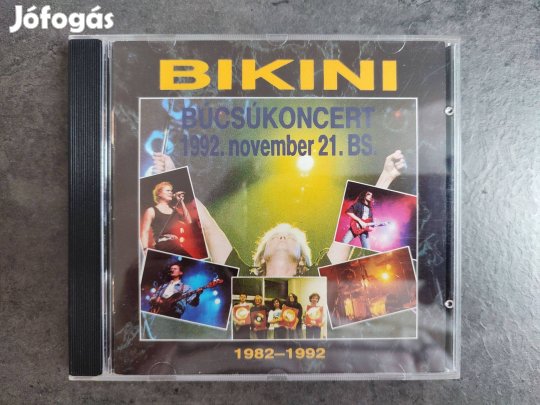 Jófogás
BIKINI
BÚCSÚKONCERT
1992. november 21. BS.
1982–1992